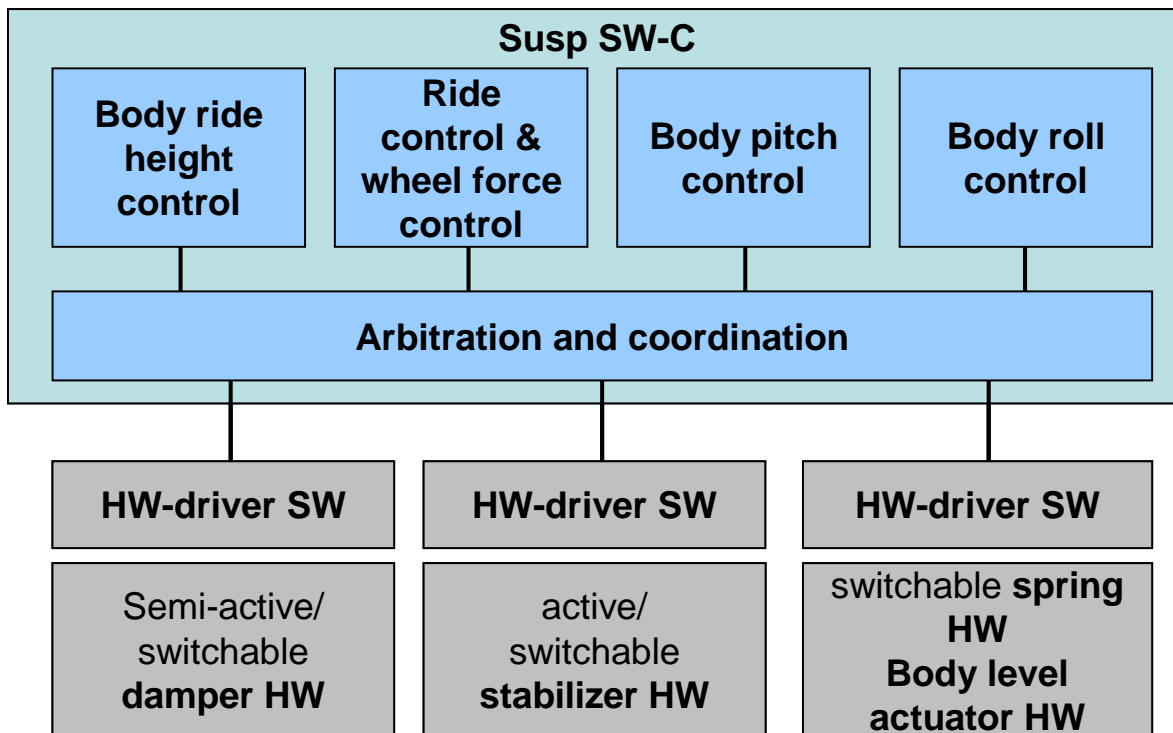 Susp SW-C
Body ride
height
control
Ride
control &
wheel force
control
Body pitch
control
Body roll
control
Arbitration and coordination
HW-driver SW
HW-driver SW
HW-driver SW
Semi-active/
switchable
damper HW
active/
switchable
stabilizer HW
switchable spring
HW
Body level
actuator HW